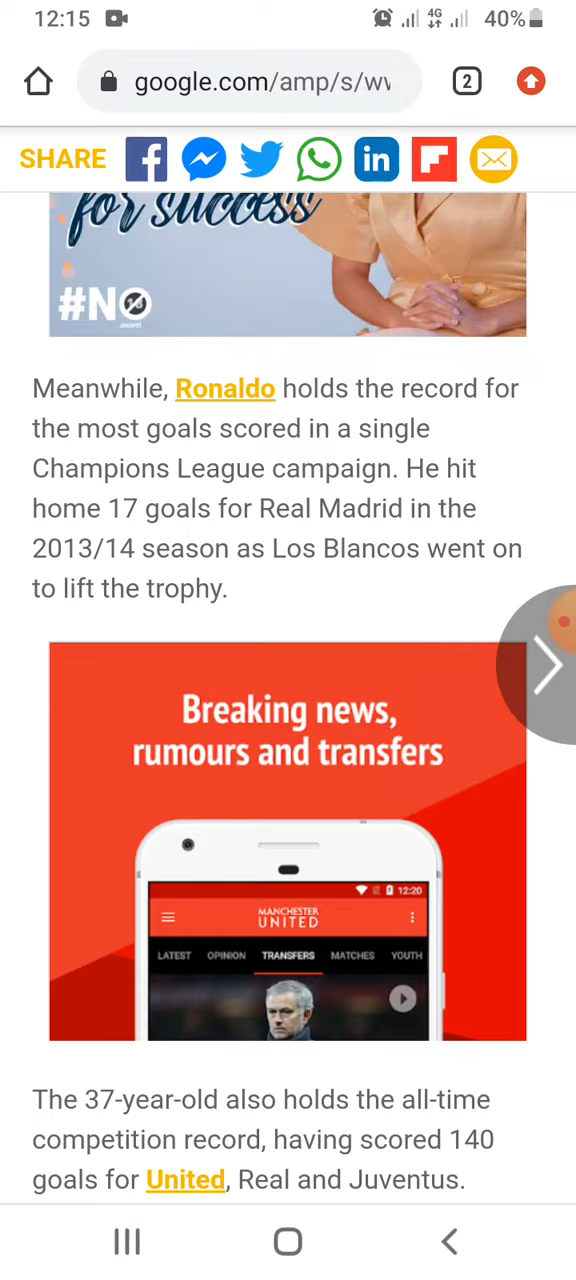 12:15 4G 40%
google.com/amp/s/w
2
SHARE
for success
#NO
Meanwhile, Ronaldo holds the record for
the most goals scored in a single
Champions League campaign. He hit
home 17 goals for Real Madrid in the
2013/14 season as Los Blancos went on
to lift the trophy.
Breaking news,
rumours and transfers
12:20
MANCHESTER
UNITED
LATEST OPINION TRANSFERS MATCHES YOUTH
The 37-year-old also holds the all-time
competition record, having scored 140
goals for United, Real and Juventus.